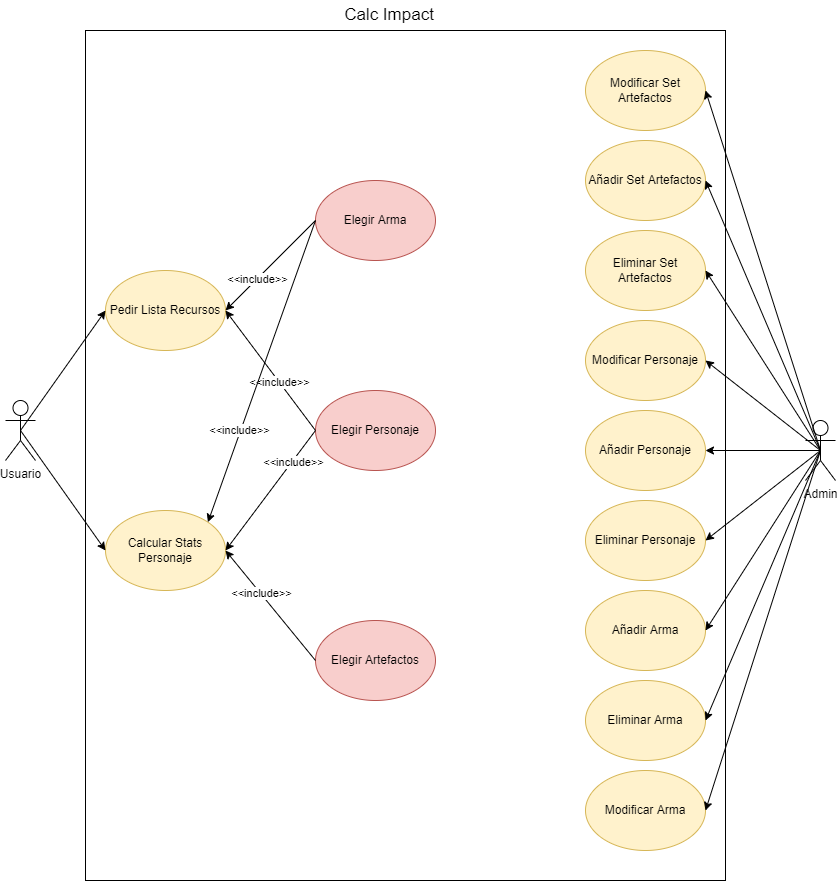 Calc Impact
Modificar Set
Artefactos
Añadir Set Artefactos
Elegir Arma
Eliminar Set
Artefactos
<<include>>
Pedir Lista Recursos
Modificar Personaje
<<include>>
<<include>>
Elegir Personaje
Añadir Personaje
<<include>>
Usuario
Admin
Calcular Stats
Personaje
Eliminar Personaje
<<include>>
Añadir Arma
Elegir Artefactos
Eliminar Arma
Modificar Arma